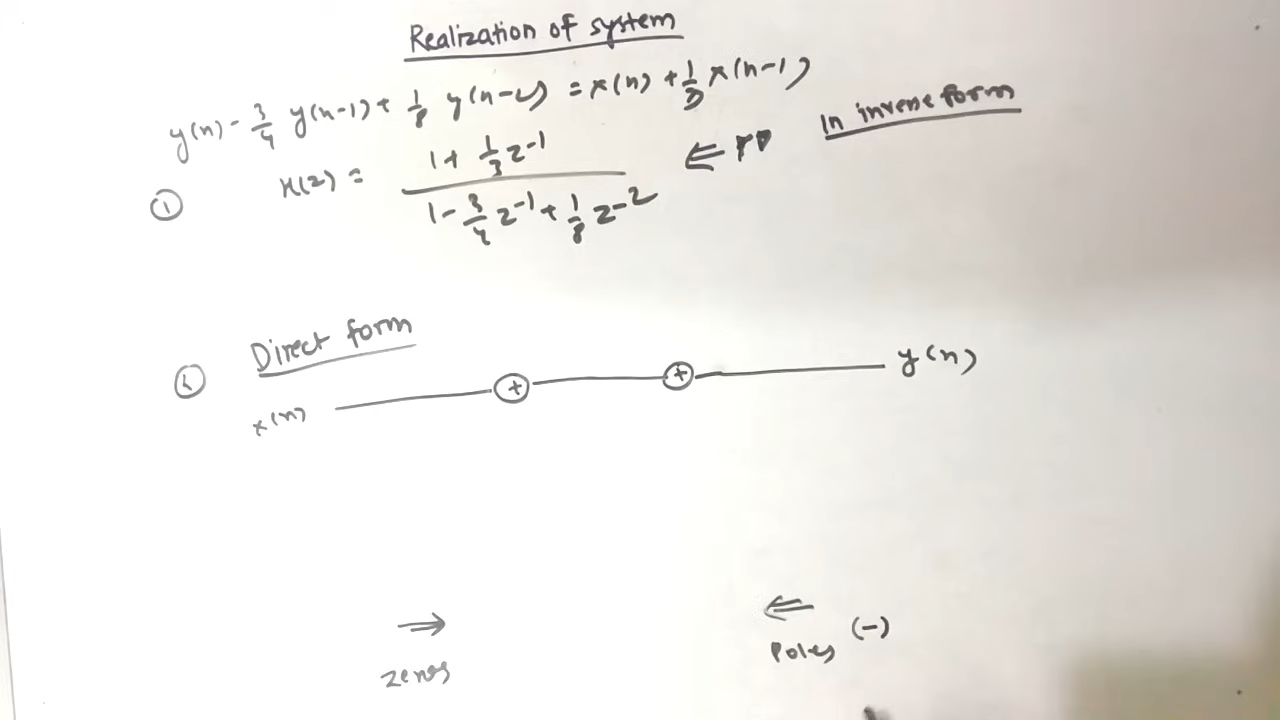 Realization of system
y(n) - 3/4 y(n-1) + 1/8 y(n-2) = x(n) + 1/3 x(n-1)
In inverse form
① H(z) = (1 + 1/3 z^-1) / (1 - 3/4 z^-1 + 1/8 z^-2) ⇐
Direct form
x(n) + + y(n)
⇒ ⇐
zeros Poles (-)